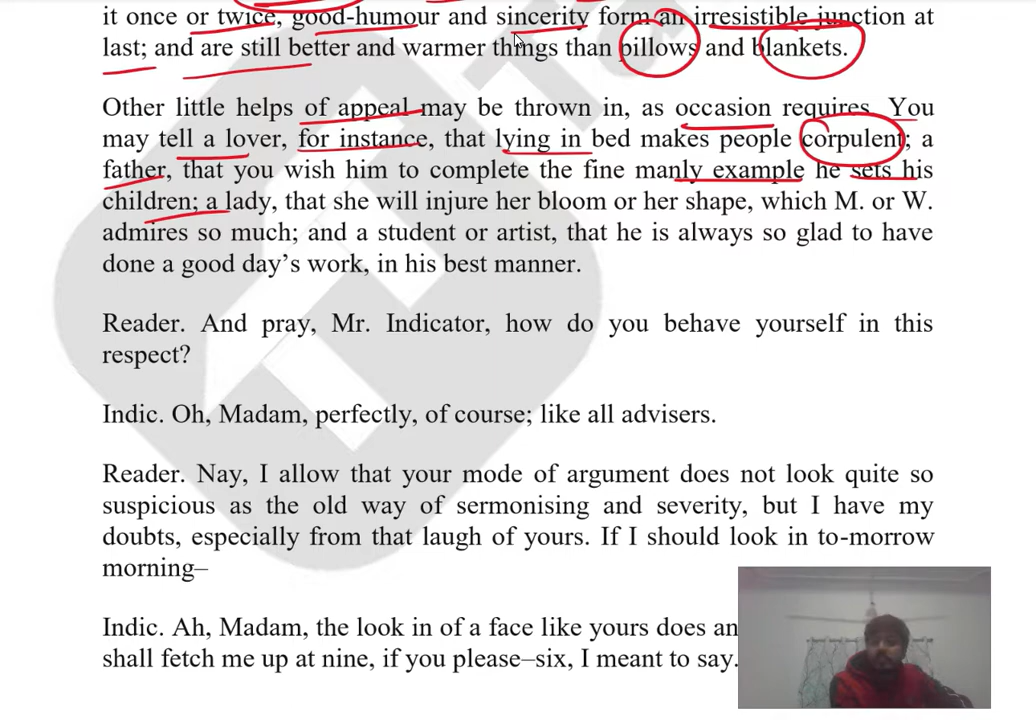 it once or twice, good-humour and sincerity form an irresistible junction at
last; and are still better and warmer things than pillows and blankets.
Other little helps of appeal may be thrown in, as occasion requires. You
may tell a lover, for instance, that lying in bed makes people corpulent; a
father, that you wish him to complete the fine manly example he sets his
children; a lady, that she will injure her bloom or her shape, which M. or W.
admires so much; and a student or artist, that he is always so glad to have
done a good day's work, in his best manner.
Reader. And pray, Mr. Indicator, how do you behave yourself in this
respect?
Indic. Oh, Madam, perfectly, of course; like all advisers.
Reader. Nay, I allow that your mode of argument does not look quite so
suspicious as the old way of sermonising and severity, but I have my
doubts, especially from that laugh of yours. If I should look in to-morrow
morning–
Indic. Ah, Madam, the look in of a face like yours does an
shall fetch me up at nine, if you please–six, I meant to say.